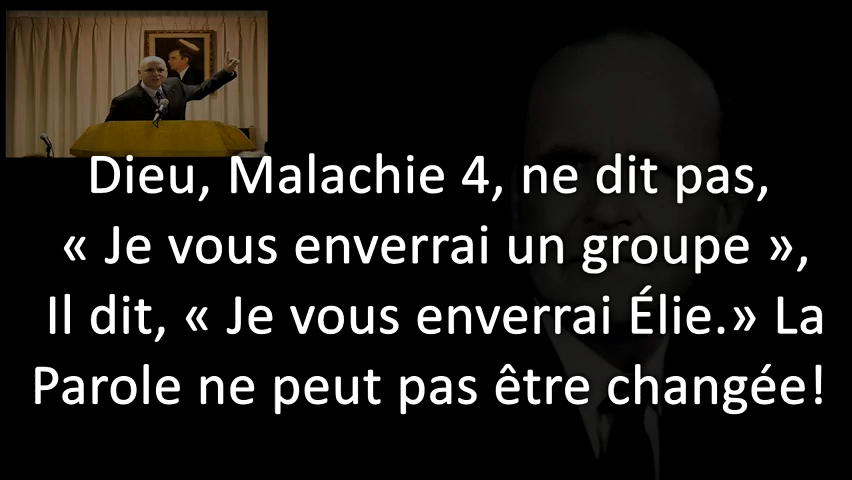 Dieu, Malachie 4, ne dit pas,
« Je vous enverrai un groupe »,
Il dit, « Je vous enverrai Élie.» La
Parole ne peut pas être changée!